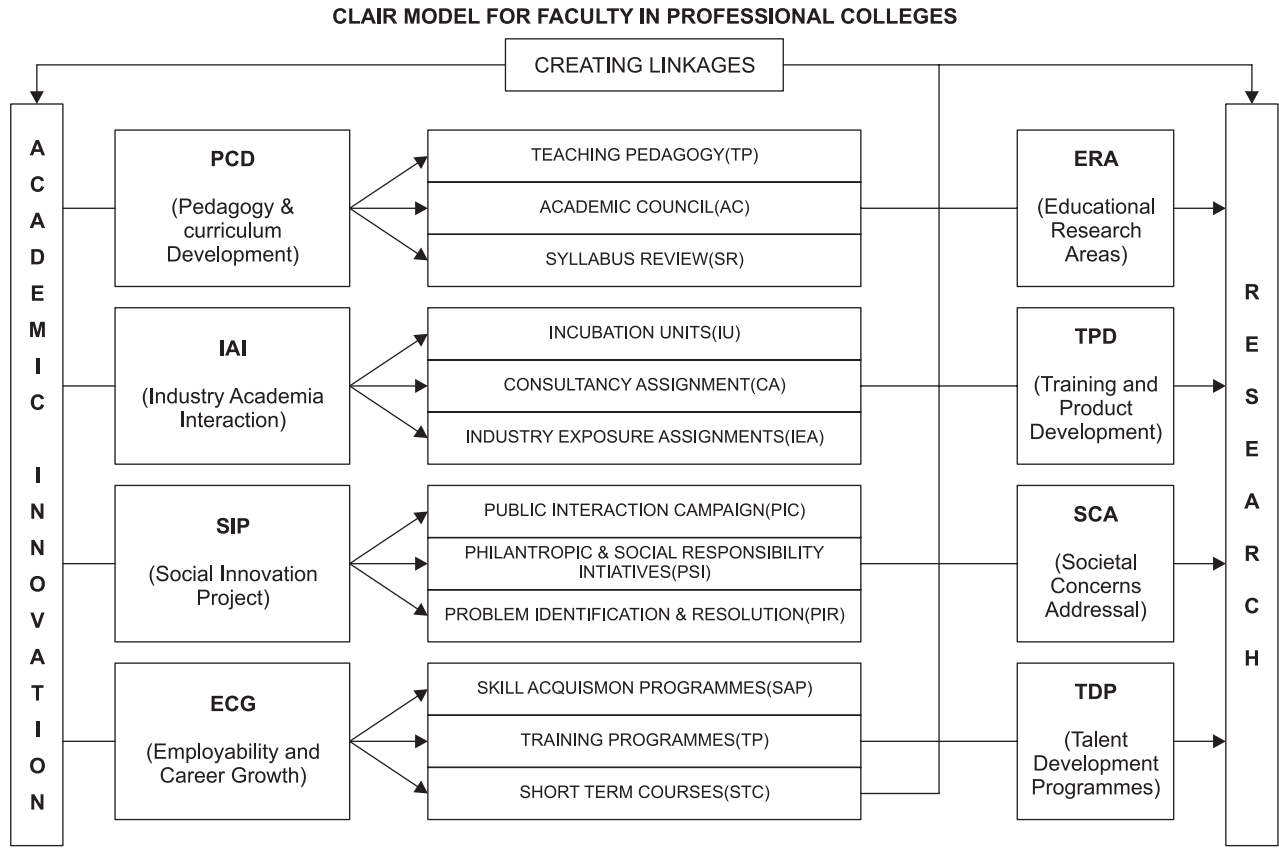 CLAIR MODEL FOR FACULTY IN PROFESSIONAL COLLEGES
CREATING LINKAGES
ACADEMIC INNOVATION
PCD
(Pedagogy &
curriculum
Development)
TEACHING PEDAGOGY(TP)
ACADEMIC COUNCIL(AC)
SYLLABUS REVIEW(SR)
ERA
(Educational
Research
Areas)
IAI
(Industry Academia
Interaction)
INCUBATION UNITS(IU)
CONSULTANCY ASSIGNMENT(CA)
INDUSTRY EXPOSURE ASSIGNMENTS(IEA)
TPD
(Training and
Product
Development)
SIP
(Social Innovation
Project)
PUBLIC INTERACTION CAMPAIGN(PIC)
PHILANTROPIC & SOCIAL RESPONSIBILITY
INTIATIVES(PSI)
PROBLEM IDENTIFICATION & RESOLUTION(PIR)
SCA
(Societal
Concerns
Addressal)
ECG
(Employability and
Career Growth)
SKILL ACQUISMON PROGRAMMES(SAP)
TRAINING PROGRAMMES(TP)
SHORT TERM COURSES(STC)
TDP
(Talent
Development
Programmes)
RESEARCH